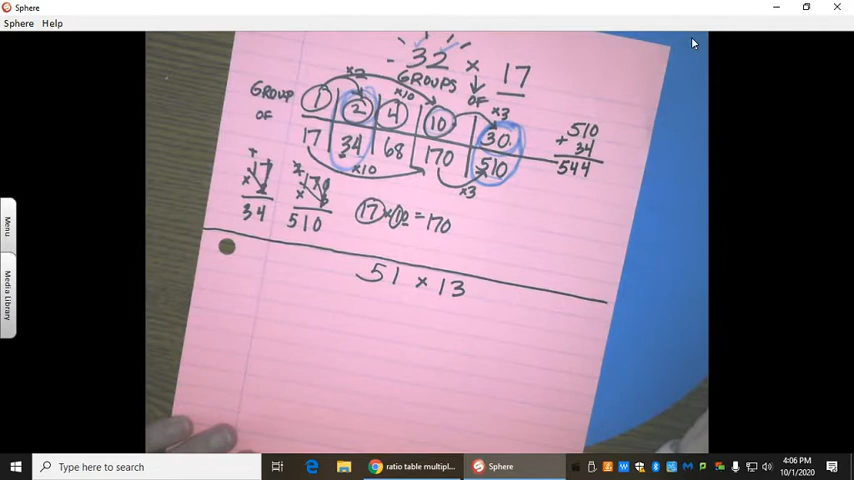 Sphere
Sphere Help
32 × 17
GROUPS OF
GROUP OF
×2 ×10 ×3
1 2 4 10 30.
17 34 68 170 510
×10 ×3
510
+ 34
544
17
×2
34
170
×
510
17 × 10 = 170
51 × 13
Menu
Media Library
Type here to search
ratio table multipl...
Sphere
4:06 PM
10/1/2020